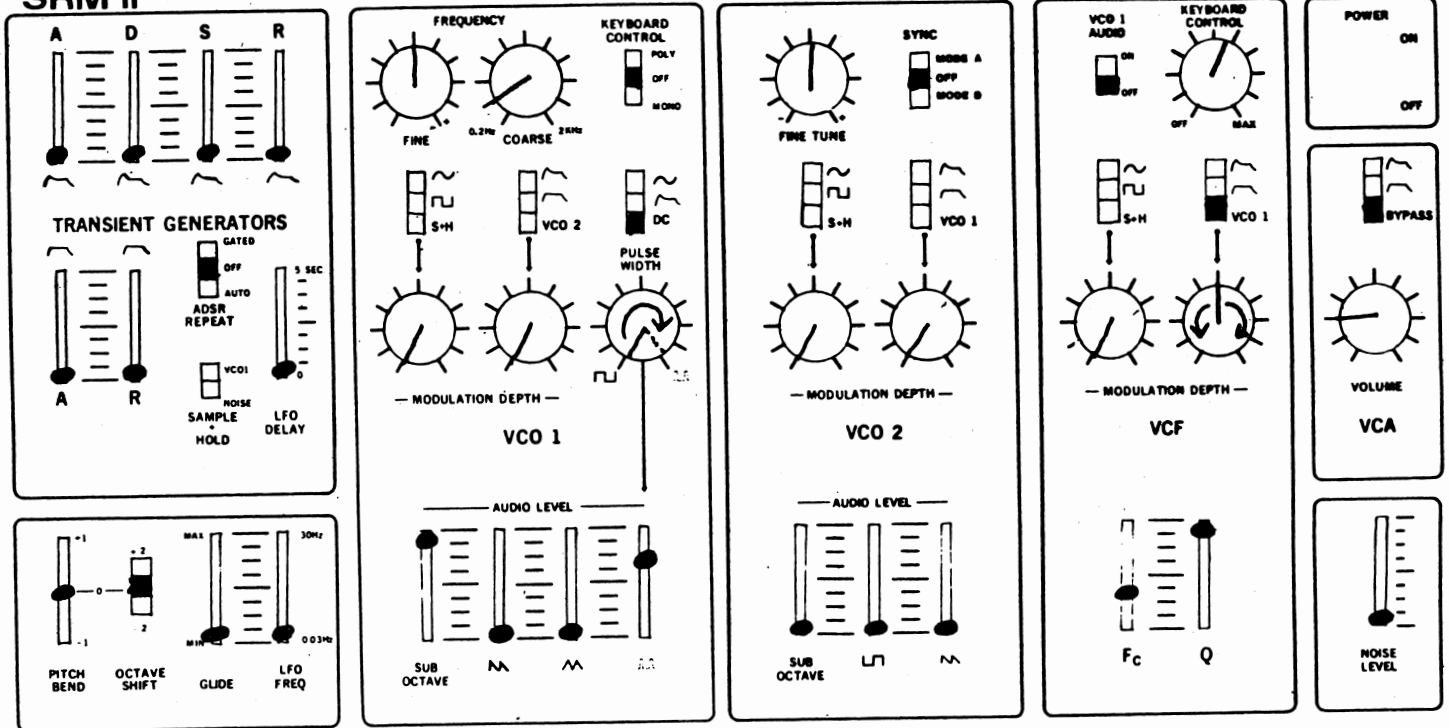 A D S R
TRANSIENT GENERATORS
GATED
OFF
AUTO
ADSR
REPEAT
5 SEC
0
VCO1
NOISE
A R
SAMPLE
+
HOLD
LFO
DELAY
+1
0
-1
+2
2
MAX
MIN
30Hz
0.03Hz
PITCH
BEND
OCTAVE
SHIFT
GLIDE
LFO
FREQ
FREQUENCY
- +
FINE
0.2Hz
2KHz
COARSE
KEYBOARD
CONTROL
POLY
OFF
MONO
S+H
VCO 2
DC
PULSE
WIDTH
— MODULATION DEPTH —
VCO 1
AUDIO LEVEL
SUB
OCTAVE
SYNC
MODE A
OFF
MODE B
- +
FINE TUNE
S+H
VCO 1
— MODULATION DEPTH —
VCO 2
AUDIO LEVEL
SUB
OCTAVE
VCO 1
AUDIO
ON
OFF
KEYBOARD
CONTROL
OFF
MAX
S+H
VCO 1
— MODULATION DEPTH —
VCF
Fc Q
POWER
ON
OFF
BYPASS
VOLUME
VCA
NOISE
LEVEL